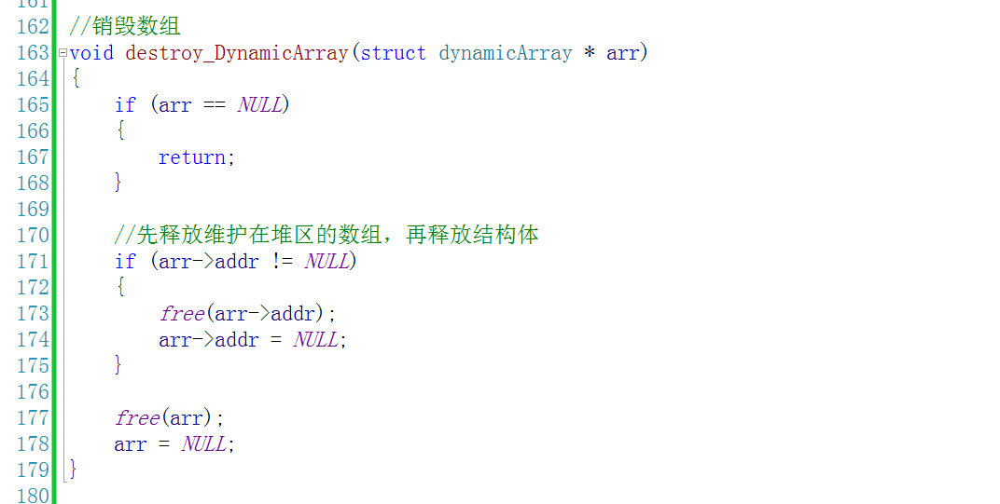 161
162 //销毁数组
163 void destroy_DynamicArray(struct dynamicArray * arr)
164 {
165     if (arr == NULL)
166     {
167         return;
168     }
169
170     //先释放维护在堆区的数组，再释放结构体
171     if (arr->addr != NULL)
172     {
173         free(arr->addr);
174         arr->addr = NULL;
175     }
176
177     free(arr);
178     arr = NULL;
179 }
180